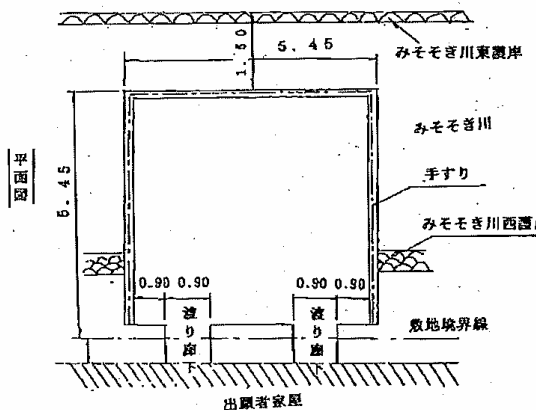 5.45
みそそぎ川東護岸
1.50
みそそぎ川
平面図
手すり
5.45
みそそぎ川西護岸
0.90 0.90 0.90 0.90
渡り廊下 渡り廊下
敷地境界線
出願者家屋